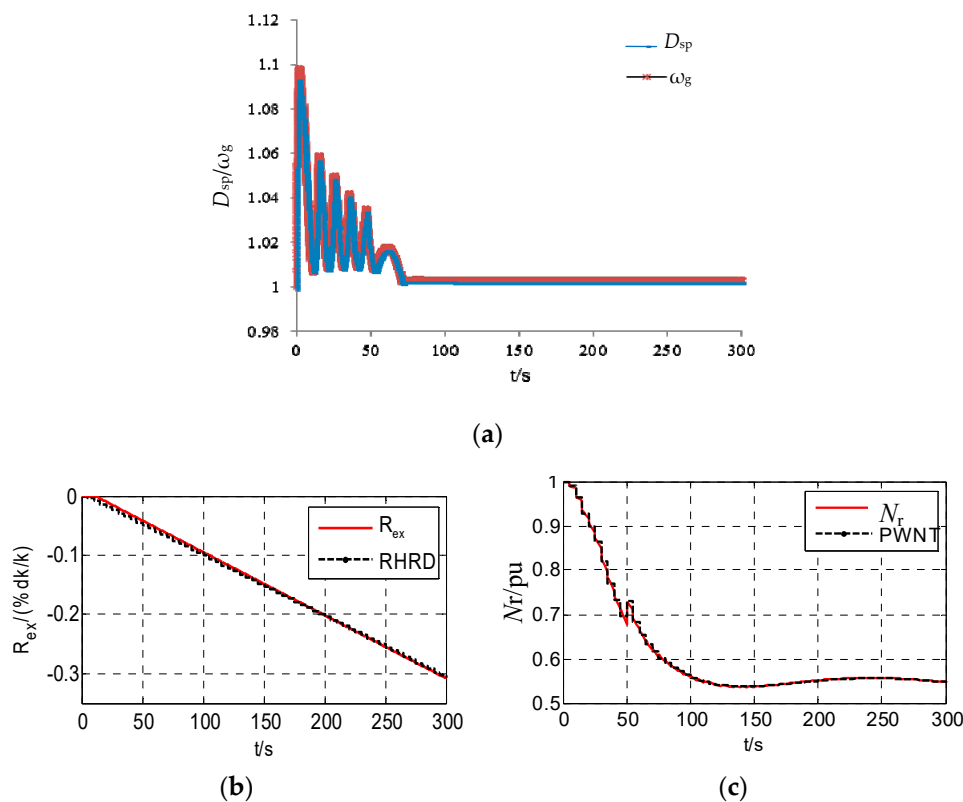 1.12
1.1
1.08
1.06
1.04
1.02
1
0.98
Dsp/ωg
Dsp
ωg
0 50 100 150 200 250 300
t/s
(a)
0
-0.1
-0.2
-0.3
Rex/(% dk/k)
Rex
RHRD
0 50 100 150 200 250 300
t/s
(b)
1
0.9
0.8
0.7
0.6
0.5
Nr/pu
Nr
PWNT
0 50 100 150 200 250 300
t/s
(c)